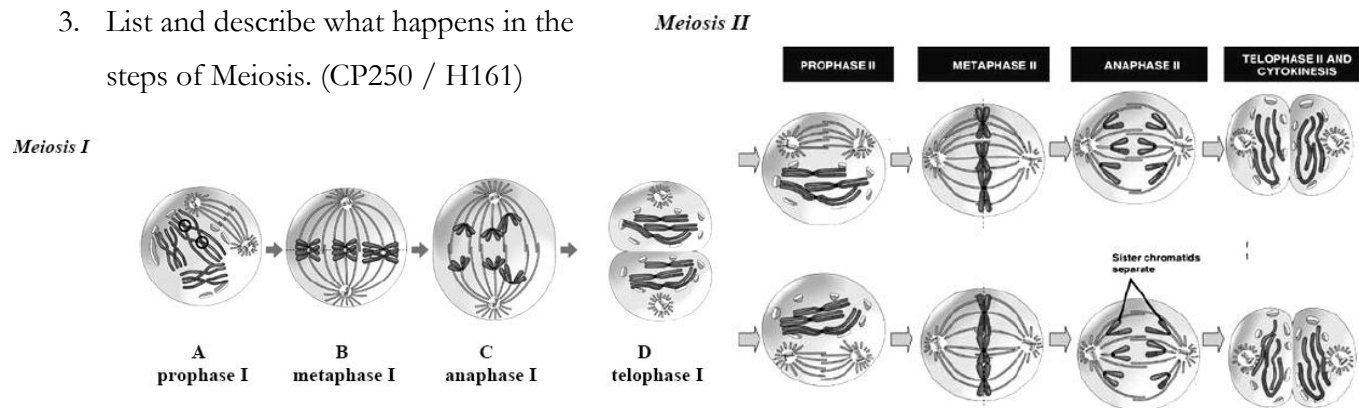 3. List and describe what happens in the
steps of Meiosis. (CP250 / H161)
Meiosis I
A
prophase I
B
metaphase I
C
anaphase I
D
telophase I
Meiosis II
PROPHASE II
METAPHASE II
ANAPHASE II
TELOPHASE II AND
CYTOKINESIS
Sister chromatids
separate